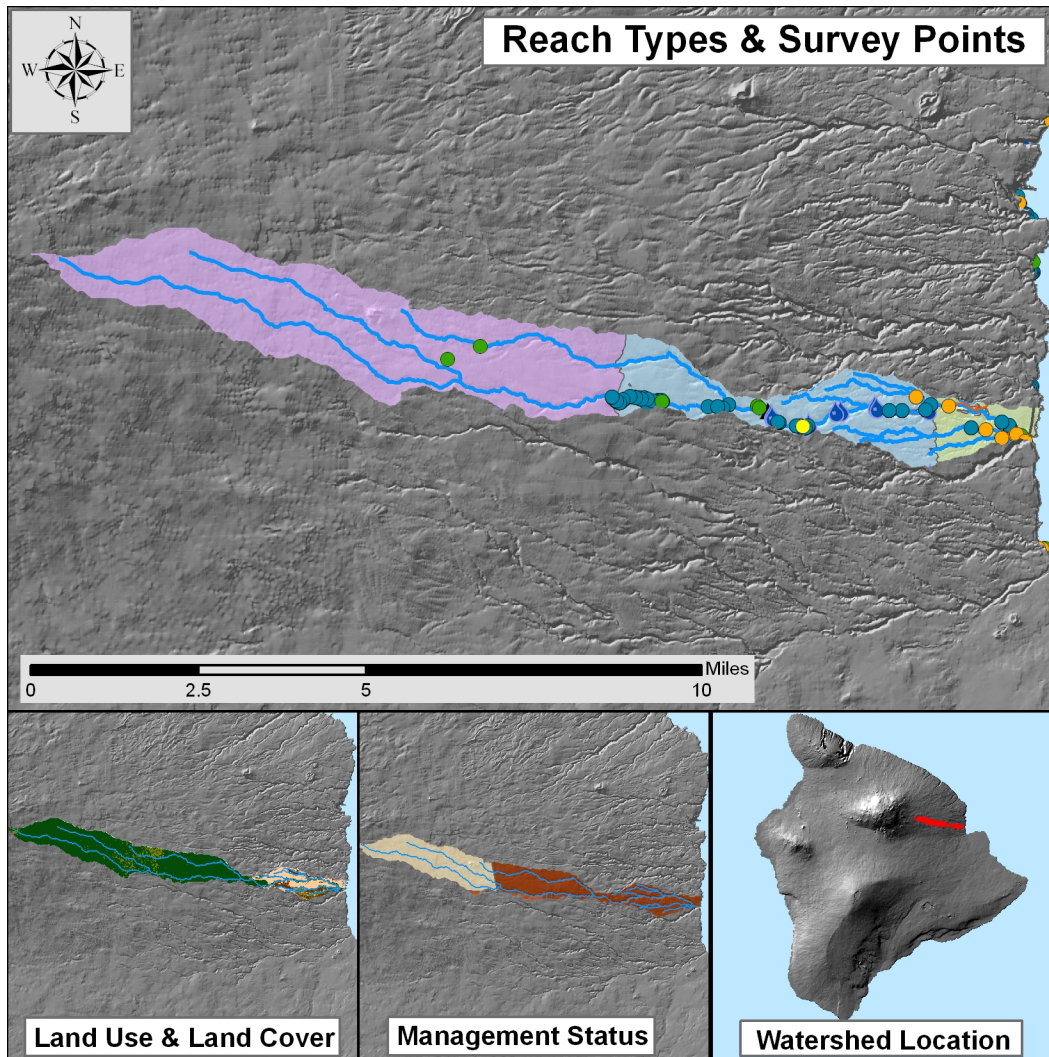 N
W E
S
Reach Types & Survey Points
Miles
0 2.5 5 10
Land Use & Land Cover
Management Status
Watershed Location